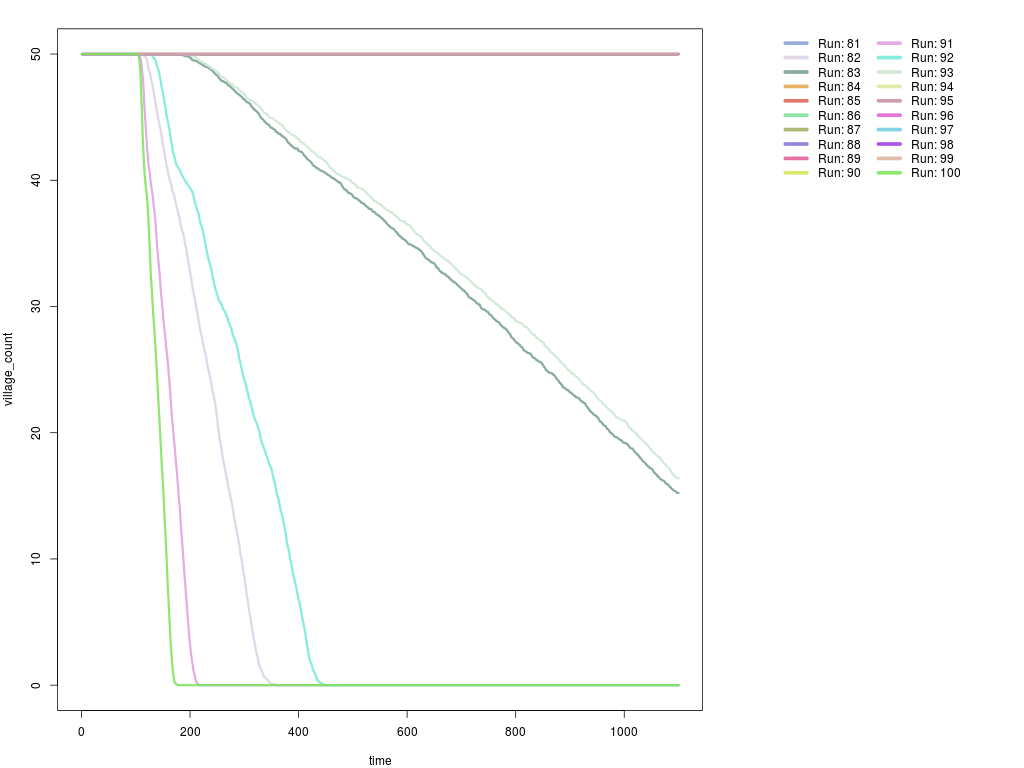 village_count
50
40
30
20
10
0
0 200 400 600 800 1000
time
Run: 81 Run: 91
Run: 82 Run: 92
Run: 83 Run: 93
Run: 84 Run: 94
Run: 85 Run: 95
Run: 86 Run: 96
Run: 87 Run: 97
Run: 88 Run: 98
Run: 89 Run: 99
Run: 90 Run: 100